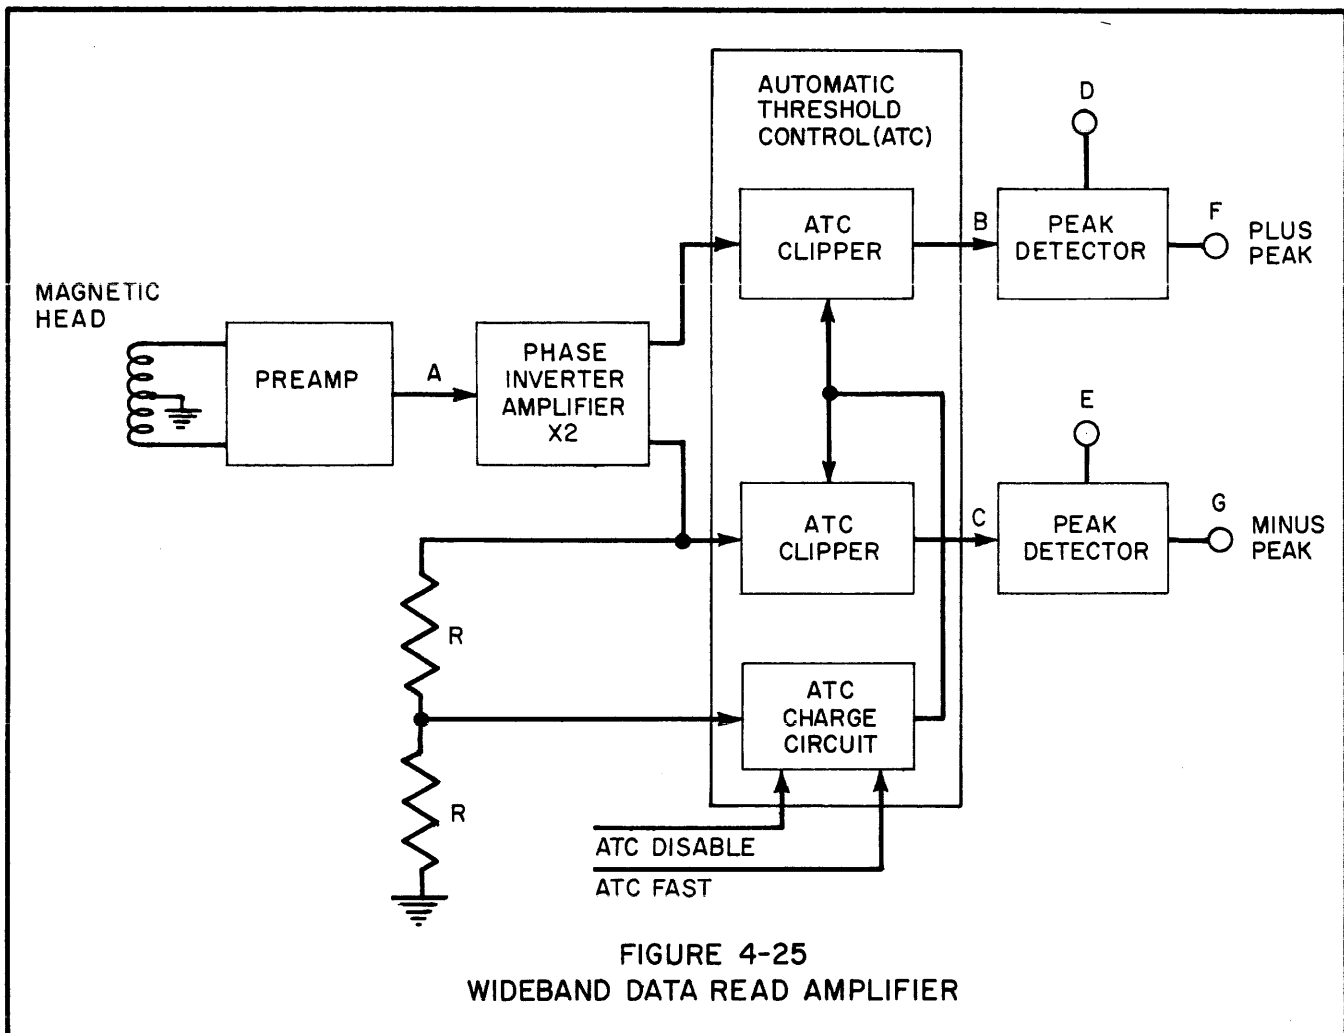 AUTOMATIC
THRESHOLD
CONTROL(ATC)
D
ATC
CLIPPER
B
PEAK
DETECTOR
F
PLUS
PEAK
MAGNETIC
HEAD
PREAMP
A
PHASE
INVERTER
AMPLIFIER
X2
E
ATC
CLIPPER
C
PEAK
DETECTOR
G
MINUS
PEAK
R
ATC
CHARGE
CIRCUIT
R
ATC DISABLE
ATC FAST
FIGURE 4-25
WIDEBAND DATA READ AMPLIFIER